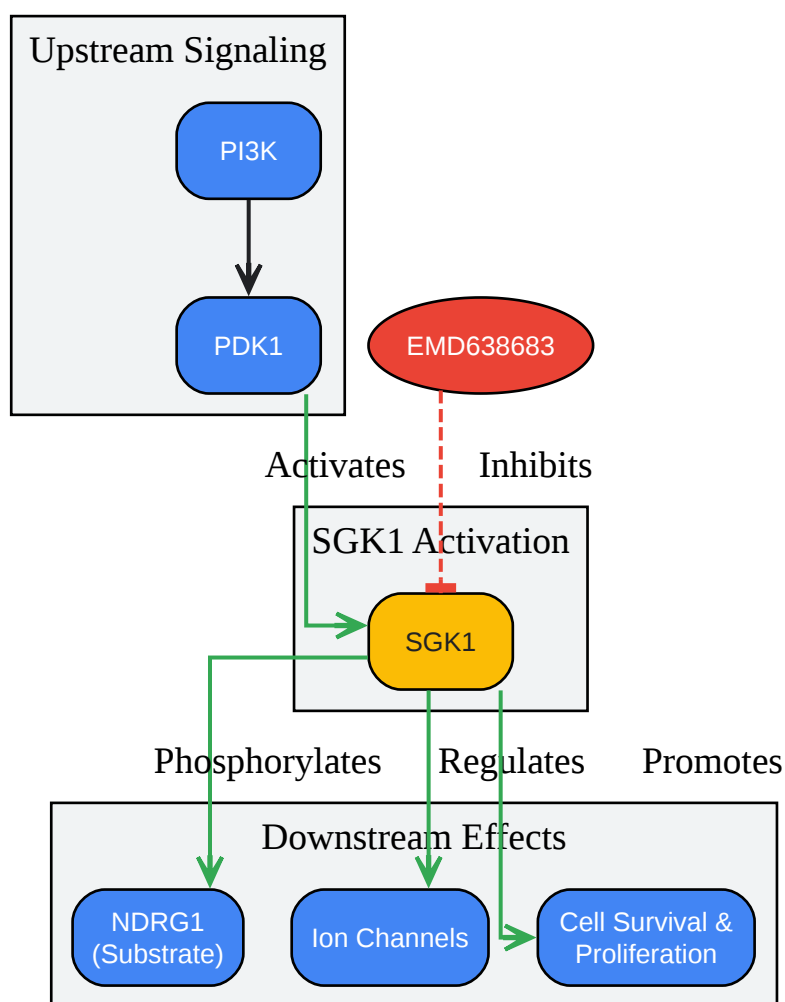 Upstream Signaling
PI3K
PDK1
EMD638683
Activates
Inhibits
SGK1 Activation
SGK1
Phosphorylates
Regulates
Promotes
Downstream Effects
NDRG1
(Substrate)
Ion Channels
Cell Survival &
Proliferation